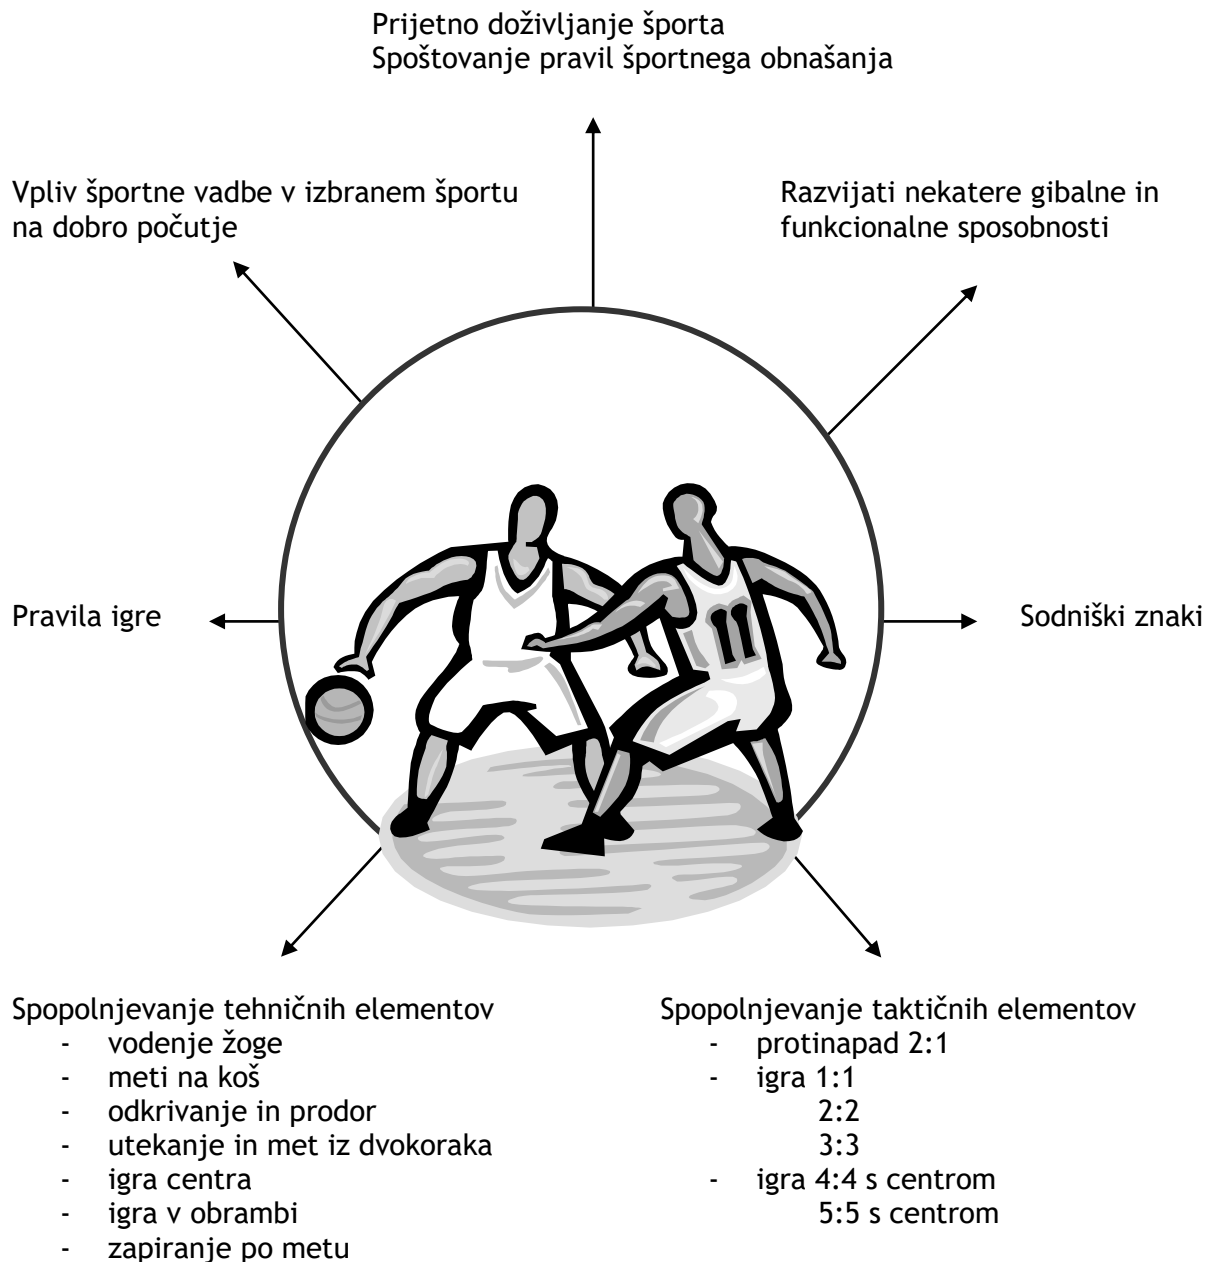 Prijetno doživljanje športa
Spoštovanje pravil športnega obnašanja
Vpliv športne vadbe v izbranem športu
na dobro počutje
Razvijati nekatere gibalne in
funkcionalne sposobnosti
Pravila igre
Sodniški znaki
11
Spopolnjevanje tehničnih elementov
- vodenje žoge
- meti na koš
- odkrivanje in prodor
- utekanje in met iz dvokoraka
- igra centra
- igra v obrambi
- zapiranje po metu
Spopolnjevanje taktičnih elementov
- protinapad 2:1
- igra 1:1
2:2
3:3
- igra 4:4 s centrom
5:5 s centrom